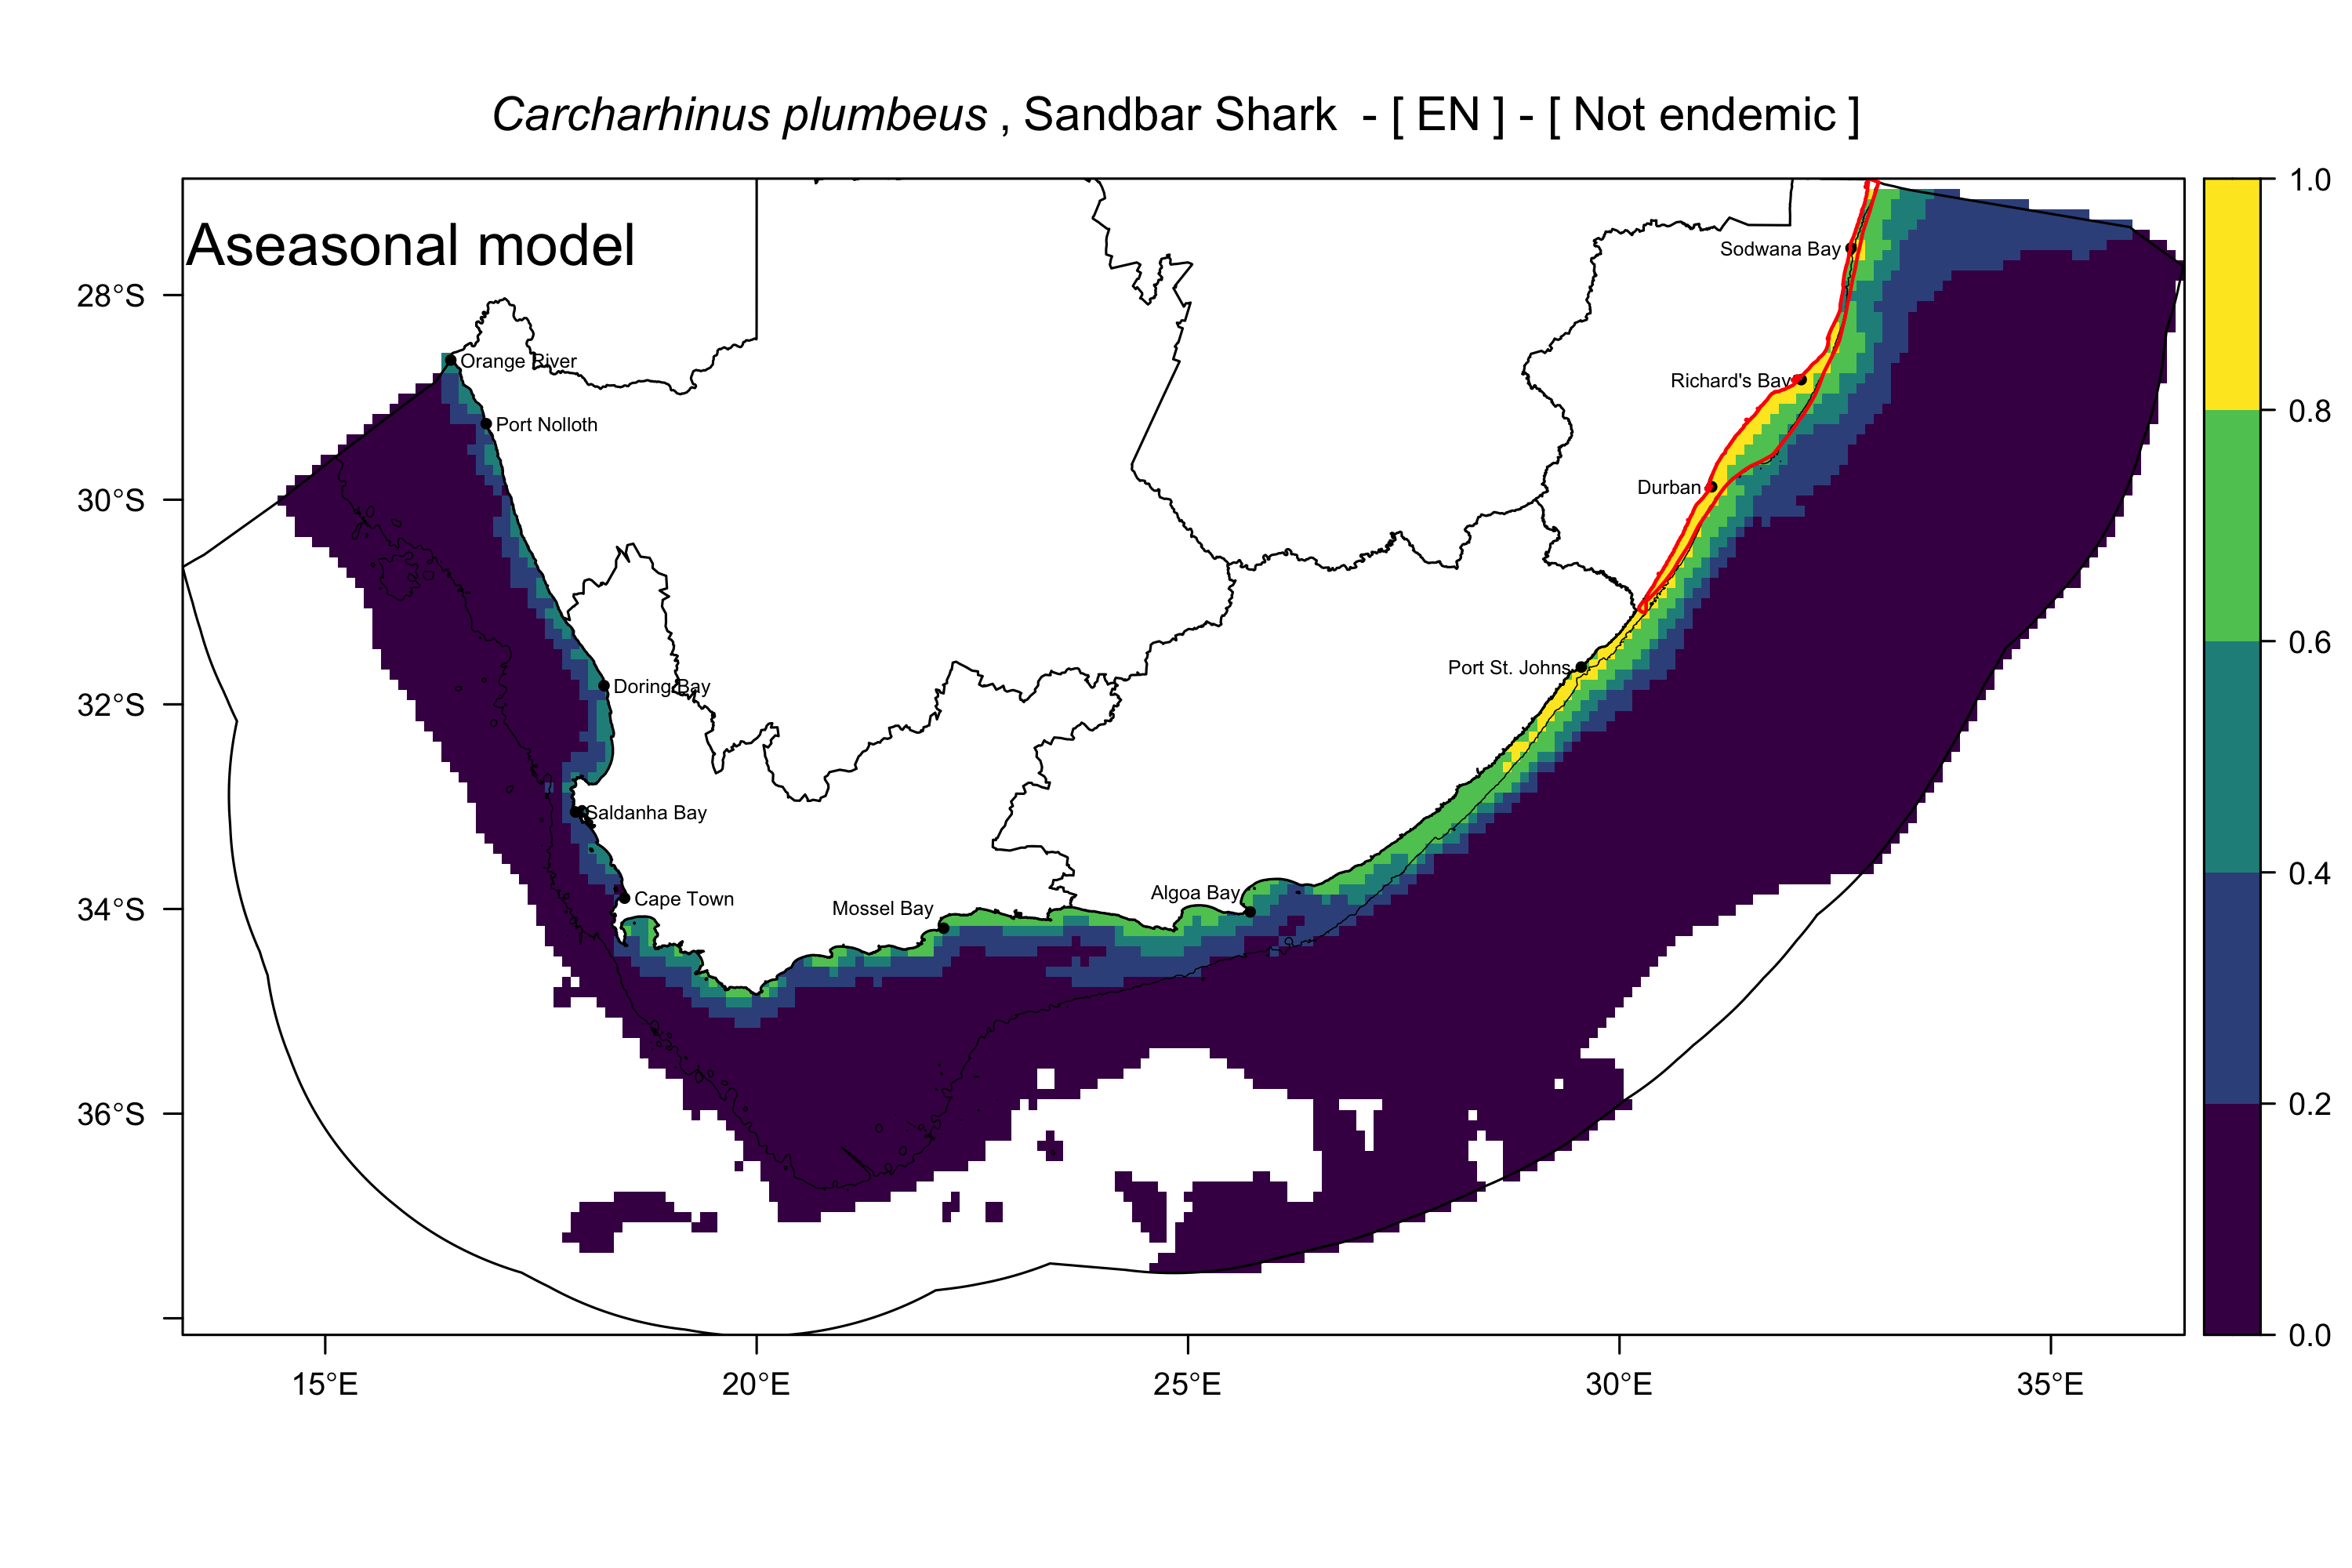 Carcharhinus plumbeus , Sandbar Shark - [ EN ] - [ Not endemic ]
Aseasonal model
1.0
0.8
0.6
0.4
0.2
0.0
28°S
30°S
32°S
34°S
36°S
15°E
20°E
25°E
30°E
35°E
Sodwana Bay
Orange River
Richard's Bay
Port Nolloth
Durban
Port St. Johns
Doring Bay
Saldanha Bay
Algoa Bay
Cape Town
Mossel Bay